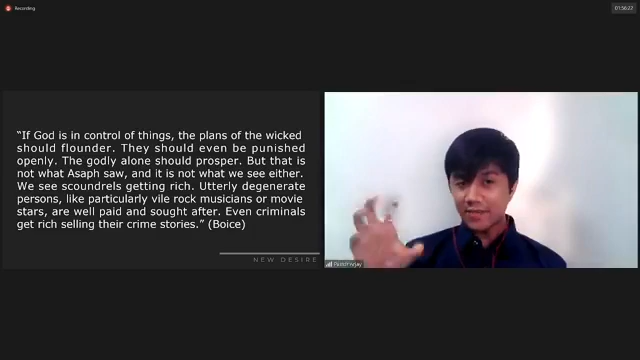 Recording
01:56:22
“If God is in control of things, the plans of the wicked
should flounder. They should even be punished
openly. The godly alone should prosper. But that is
not what Asaph saw, and it is not what we see either.
We see scoundrels getting rich. Utterly degenerate
persons, like particularly vile rock musicians or movie
stars, are well paid and sought after. Even criminals
get rich selling their crime stories.” (Boice)
NEW DESIRE